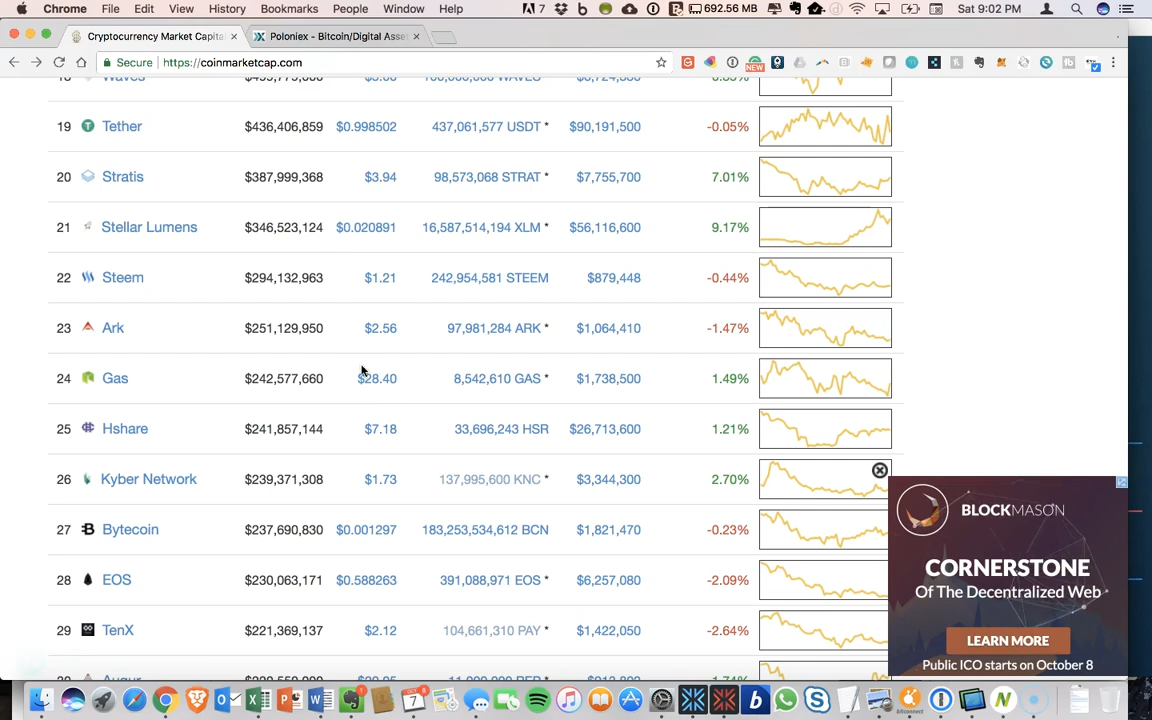 Chrome File Edit View History Bookmarks People Window Help 7 692.56 MB Sat 9:02 PM
Cryptocurrency Market Capital × Poloniex - Bitcoin/Digital Asse ×
Secure https://coinmarketcap.com
NEW
19 Tether $436,406,859 $0.998502 437,061,577 USDT * $90,191,500 -0.05%
20 Stratis $387,999,368 $3.94 98,573,068 STRAT * $7,755,700 7.01%
21 Stellar Lumens $346,523,124 $0.020891 16,587,514,194 XLM * $56,116,600 9.17%
22 Steem $294,132,963 $1.21 242,954,581 STEEM $879,448 -0.44%
23 Ark $251,129,950 $2.56 97,981,284 ARK * $1,064,410 -1.47%
24 Gas $242,577,660 $28.40 8,542,610 GAS * $1,738,500 1.49%
25 Hshare $241,857,144 $7.18 33,696,243 HSR $26,713,600 1.21%
26 Kyber Network $239,371,308 $1.73 137,995,600 KNC * $3,344,300 2.70%
27 Bytecoin $237,690,830 $0.001297 183,253,534,612 BCN $1,821,470 -0.23%
28 EOS $230,063,171 $0.588263 391,088,971 EOS * $6,257,080 -2.09%
29 TenX $221,369,137 $2.12 104,661,310 PAY * $1,422,050 -2.64%
BLOCKMASON
CORNERSTONE
Of The Decentralized Web
LEARN MORE
Public ICO starts on October 8